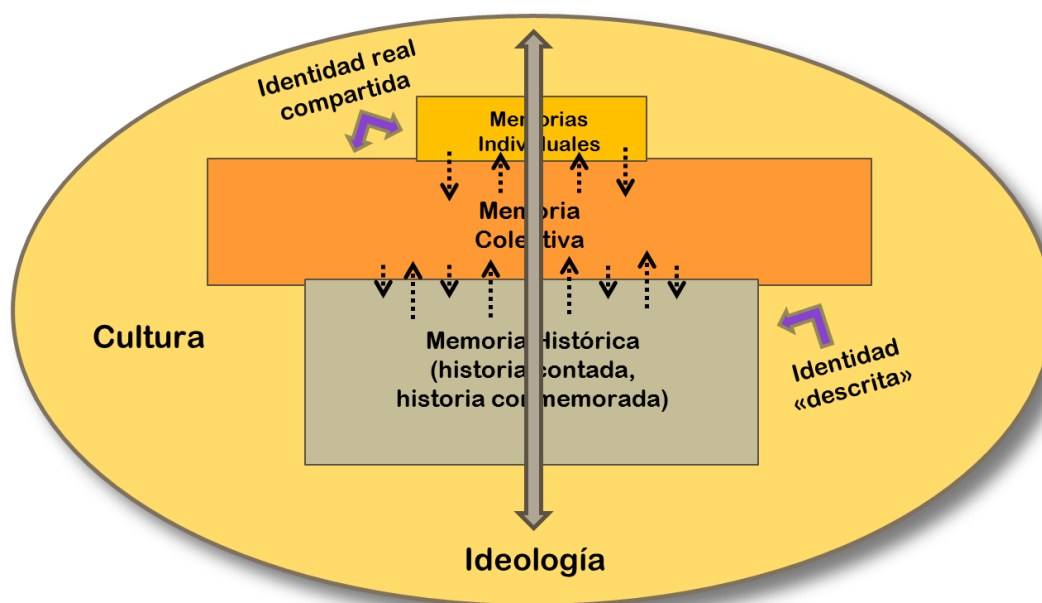 Identidad real
compartida
Memorias
Individuales
Memoria
Colectiva
Cultura
Memoria Histórica
(historia contada,
historia conmemorada)
Identidad
«descrita»
Ideología